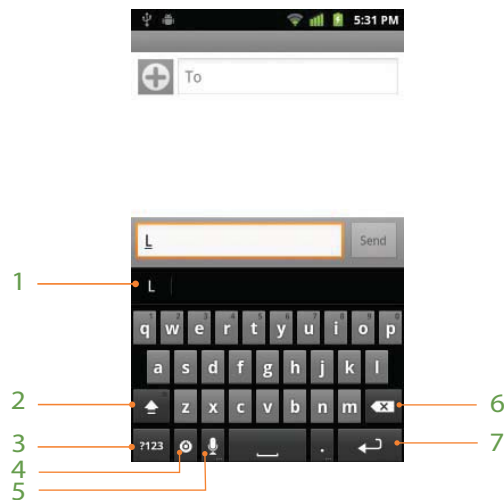 5:31 PM
To
L
Send
1
L
1 2 3 4 5 6 7 8 9 0
q w e r t y u i o p
a s d f g h j k l
2
z x c v b n m
6
3
?123
.
7
4
5